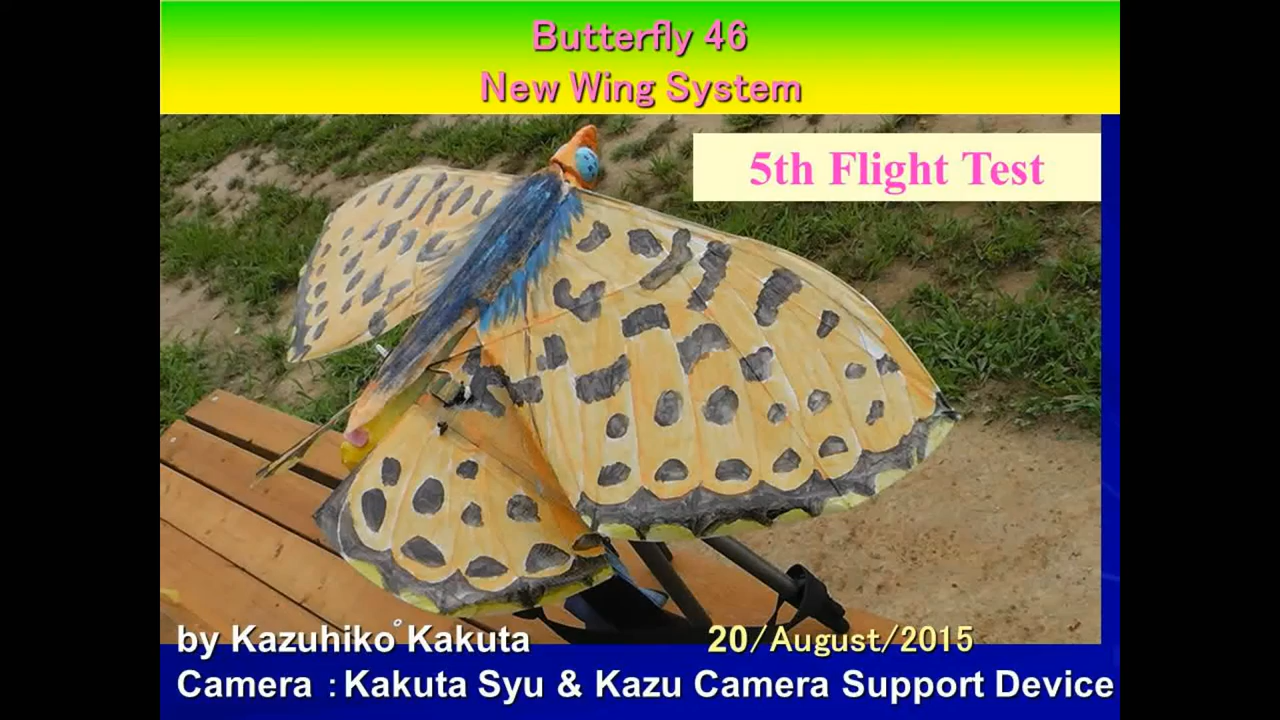 Butterfly 46
New Wing System
5th Flight Test
by Kazuhiko Kakuta
20/August/2015
Camera : Kakuta Syu & Kazu Camera Support Device